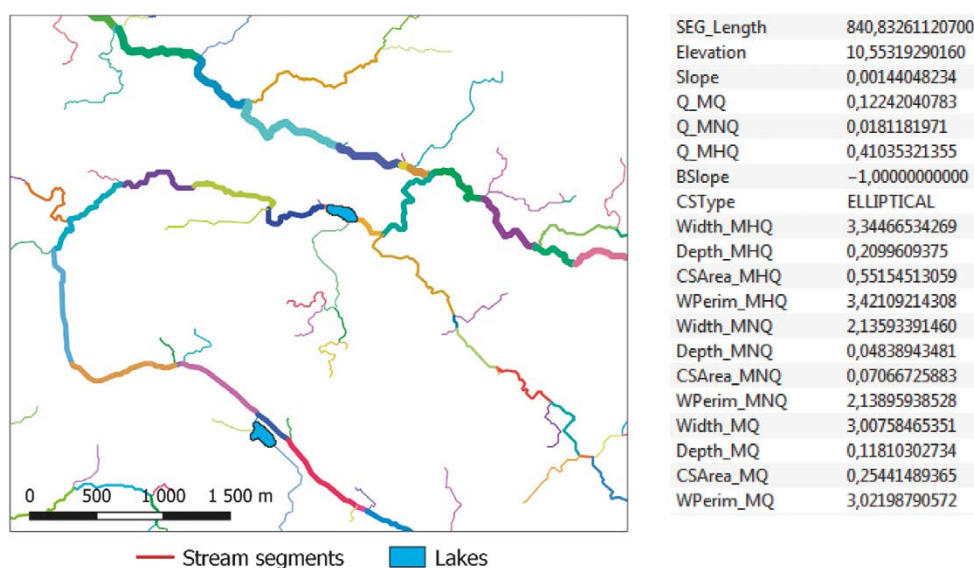 SEG_Length 840,83261120700
Elevation 10,55319290160
Slope 0,00144048234
Q_MQ 0,12242040783
Q_MNQ 0,0181181971
Q_MHQ 0,41035321355
BSlope −1,00000000000
CSType ELLIPTICAL
Width_MHQ 3,34466534269
Depth_MHQ 0,2099609375
CSArea_MHQ 0,55154513059
WPerim_MHQ 3,42109214308
Width_MNQ 2,13593391460
Depth_MNQ 0,04838943481
CSArea_MNQ 0,07066725883
WPerim_MNQ 2,13895938528
Width_MQ 3,00758465351
Depth_MQ 0,11810302734
CSArea_MQ 0,25441489365
WPerim_MQ 3,02198790572
0 500 1 000 1 500 m
Stream segments Lakes